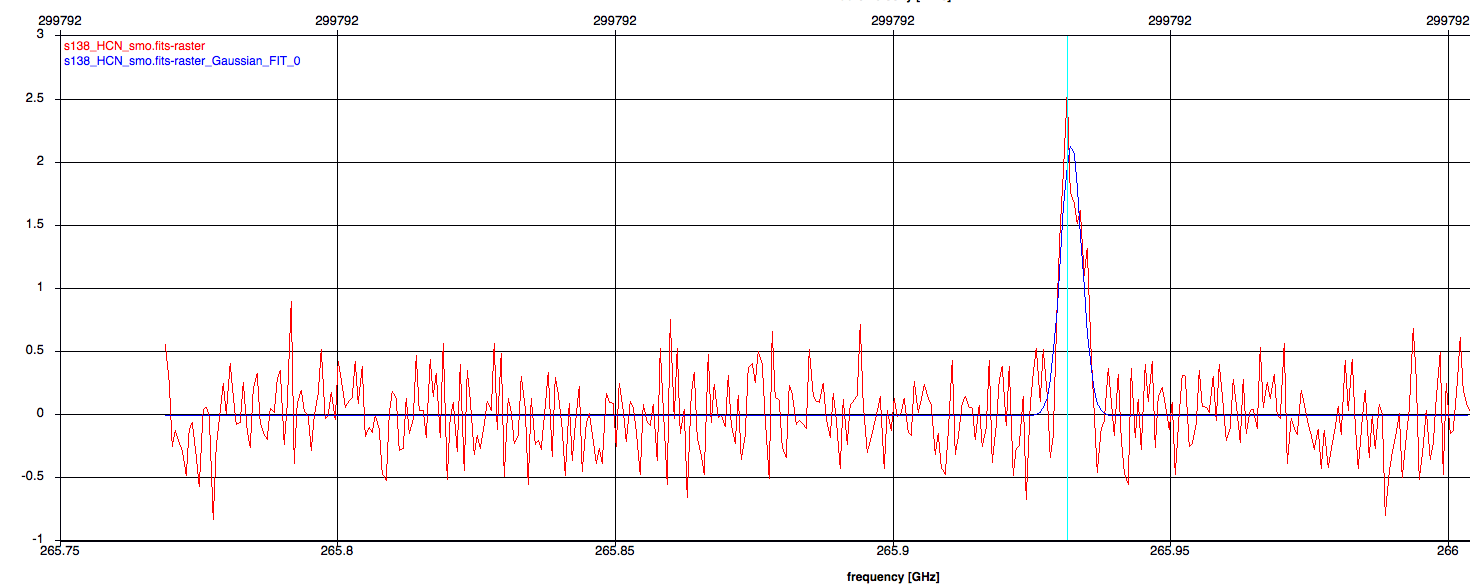 299792 299792 299792 299792 299792 299792
3
s138_HCN_smo.fits-raster
s138_HCN_smo.fits-raster_Gaussian_FIT_0
2.5
2
1.5
1
0.5
0
-0.5
-1
265.75 265.8 265.85 265.9 265.95 266
frequency [GHz]